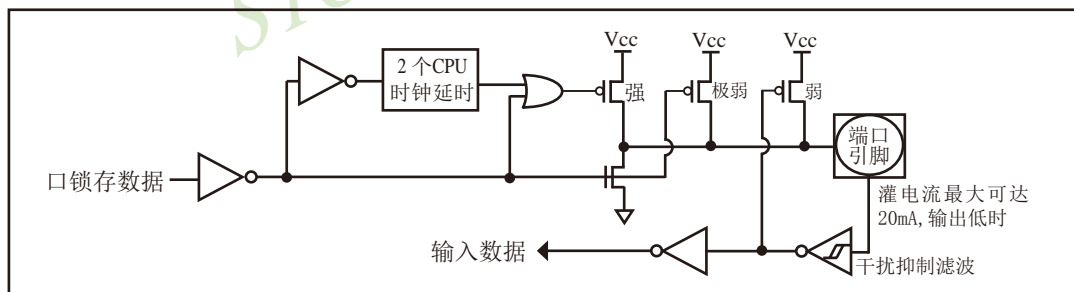 Vcc
Vcc
Vcc
2个CPU
时钟延时
强
极弱
弱
端口
引脚
口锁存数据
灌电流最大可达
20mA,输出低时
输入数据
干扰抑制滤波